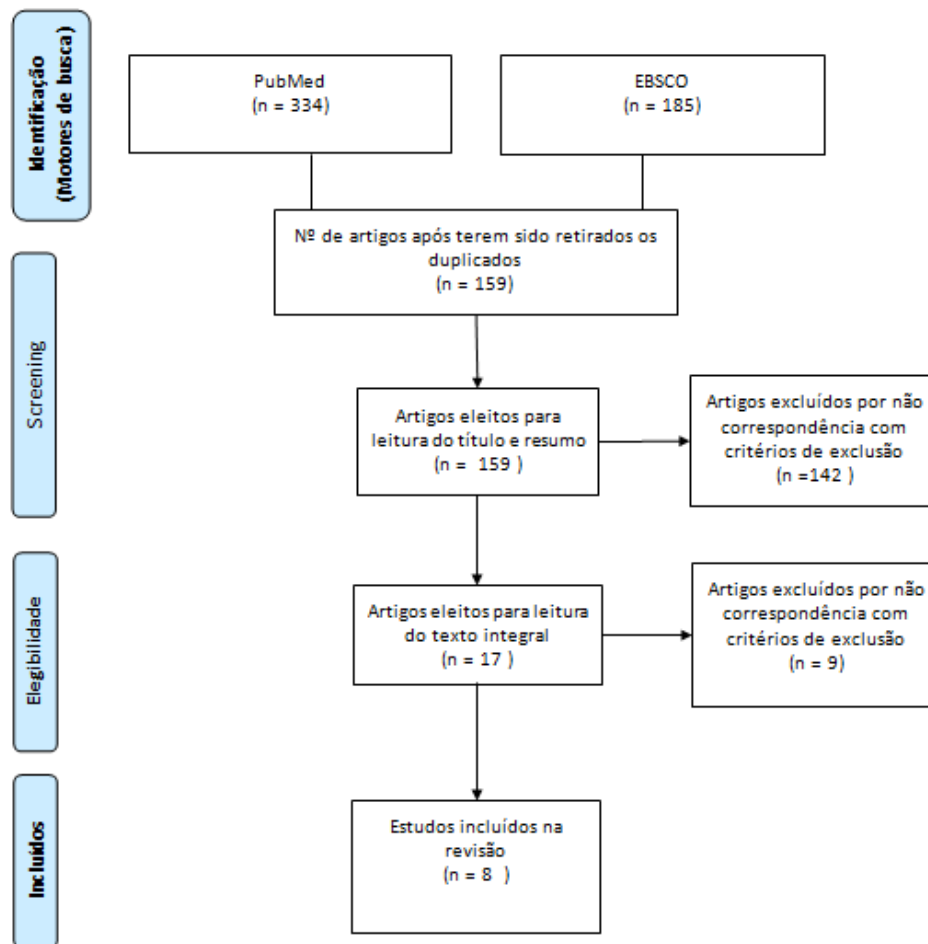 Identificação
(Motores de busca)
PubMed
(n = 334)
EBSCO
(n = 185)
Nº de artigos após terem sido retirados os
duplicados
(n = 159)
Screening
Artigos eleitos para
leitura do título e resumo
(n = 159 )
Artigos excluídos por não
correspondência com
critérios de exclusão
(n =142 )
Elegibilidade
Artigos eleitos para leitura
do texto integral
(n = 17 )
Artigos excluídos por não
correspondência com
critérios de exclusão
(n = 9)
Incluídos
Estudos incluídos na
revisão
(n = 8 )